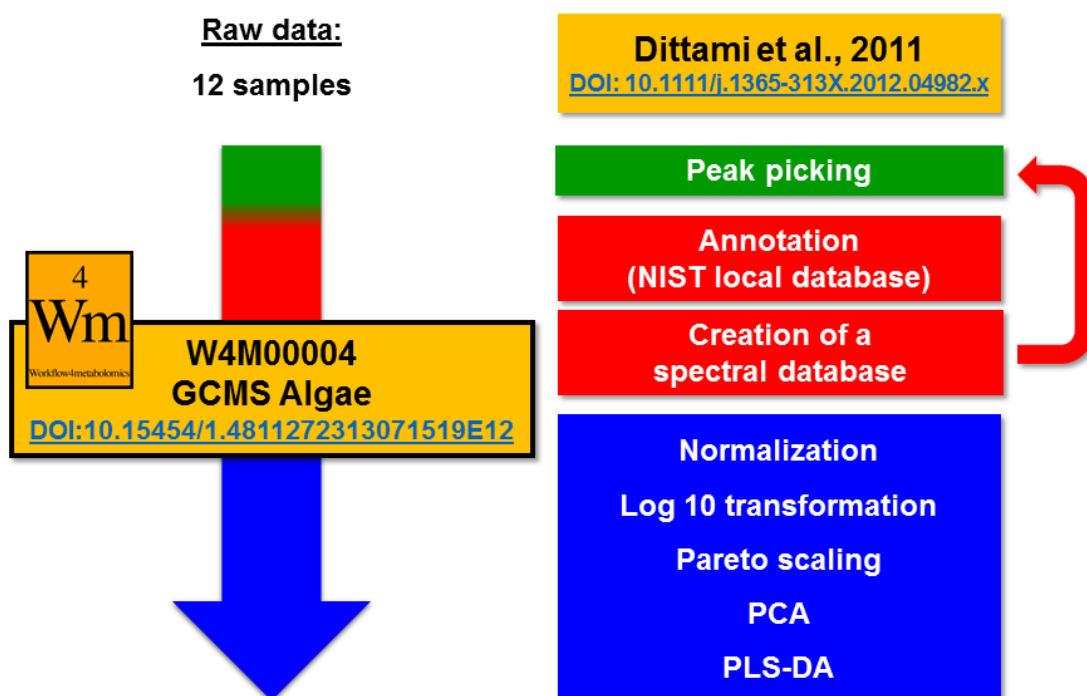 Raw data:
12 samples
Dittami et al., 2011
DOI: 10.1111/j.1365-313X.2012.04982.x
Peak picking
Annotation
(NIST local database)
Creation of a
spectral database
4
Wm
Workflow4metabolomics
W4M00004
GCMS Algae
DOI:10.15454/1.4811272313071519E12
Normalization
Log 10 transformation
Pareto scaling
PCA
PLS-DA